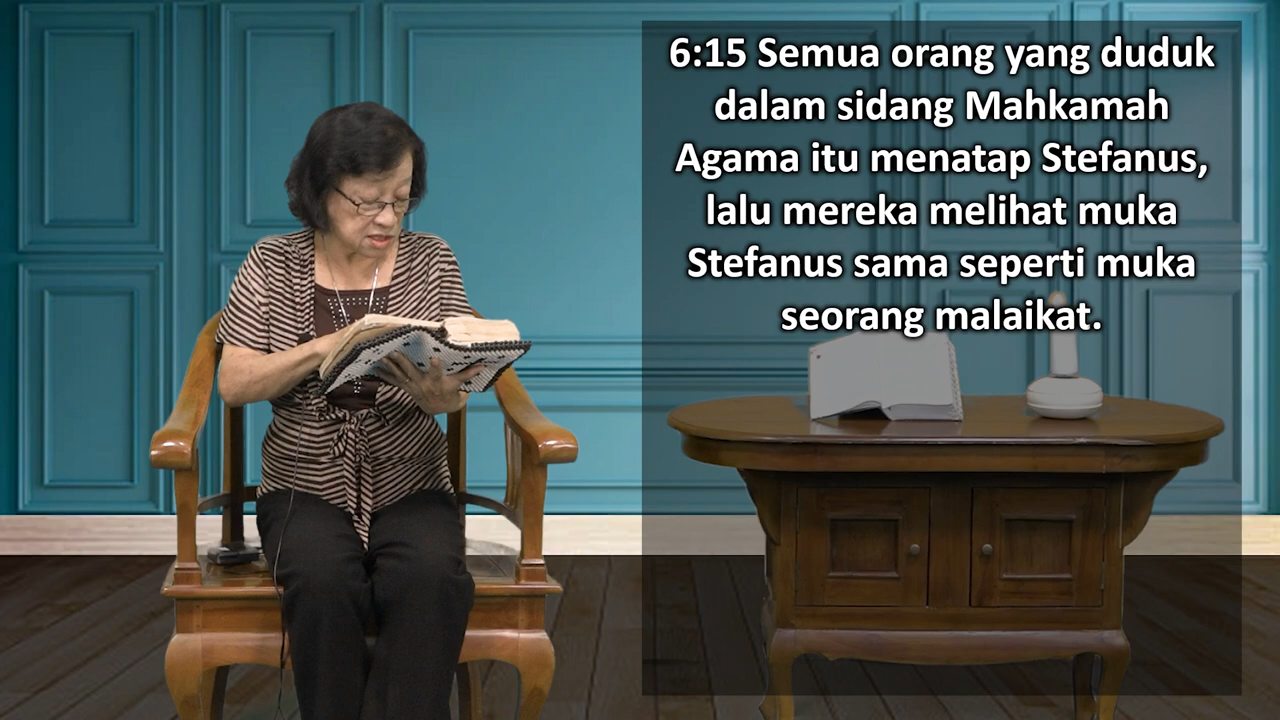 6:15 Semua orang yang duduk
dalam sidang Mahkamah
Agama itu menatap Stefanus,
lalu mereka melihat muka
Stefanus sama seperti muka
seorang malaikat.